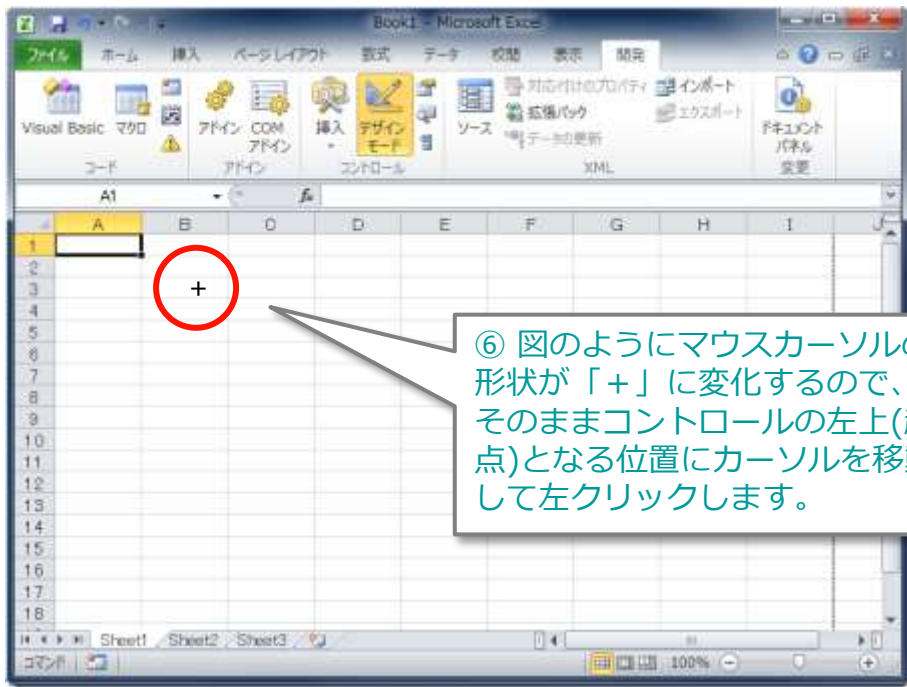 Book1 - Microsoft Excel
ファイル ホーム 挿入 ページ レイアウト 数式 データ 校閲 表示 開発
対応付けのプロパティ インポート
拡張パック エクスポート
データの更新
Visual Basic マクロ アドイン COM 挿入 デザイン ソース ドキュメント
アドイン モード パネル
コード アドイン コントロール XML 変更
A1 fx
A B C D E F G H I J
1
2
3 +
4
5
6
7
8
9
10
11
12
13
14
15
16
17
18
⑥ 図のようにマウスカーソル
形状が「+」に変化するので、
そのままコントロールの左上(
点)となる位置にカーソルを移
して左クリックします。
Sheet1 Sheet2 Sheet3
コマンド 100%